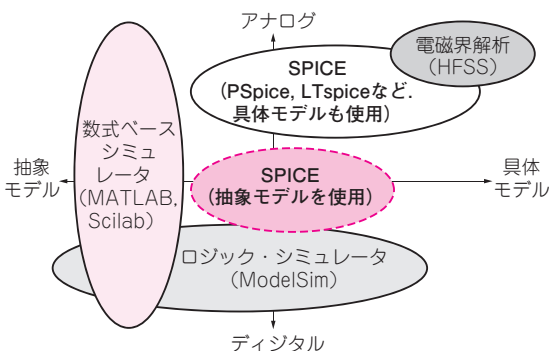 アナログ
電磁界解析
(HFSS)
SPICE
(PSpice, LTspiceなど.
具体モデルも使用)
数式ベース
シミュ
レータ
(MATLAB,
Scilab)
抽象
モデル
SPICE
(抽象モデルを使用)
具体
モデル
ロジック・シミュレータ
(ModelSim)
ディジタル